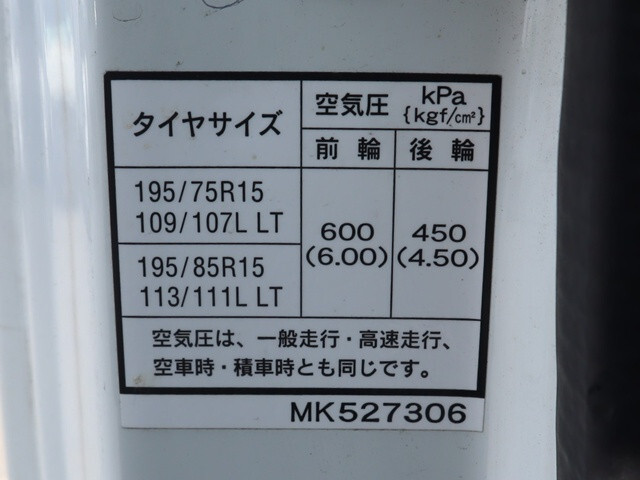 タイヤサイズ
空気圧 kPa
{kgf/cm²}
前輪 後輪
195/75R15
109/107L LT
600
(6.00)
450
(4.50)
195/85R15
113/111L LT
空気圧は、一般走行・高速走行、
空車時・積車時とも同じです。
MK527306